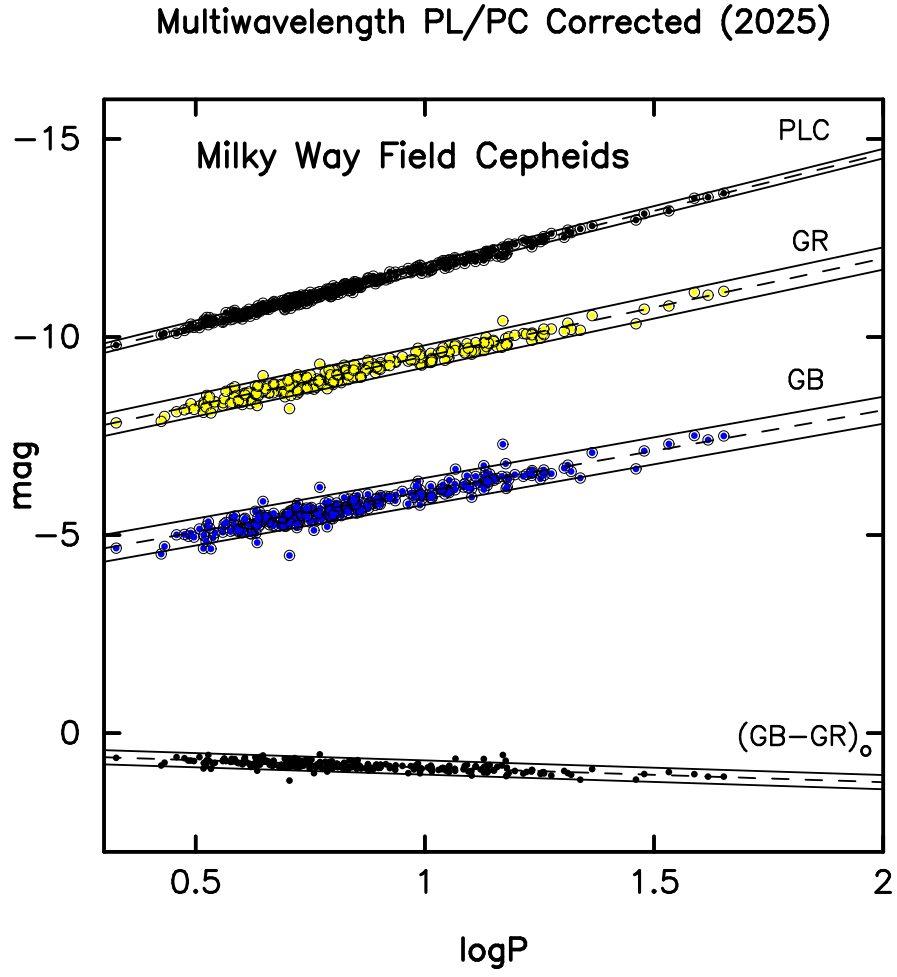 Multiwavelength PL/PC Corrected (2025)
−15
PLC
Milky Way Field Cepheids
GR
−10
GB
mag
−5
0
(GB−GR)o
0.5 1 1.5 2
logP